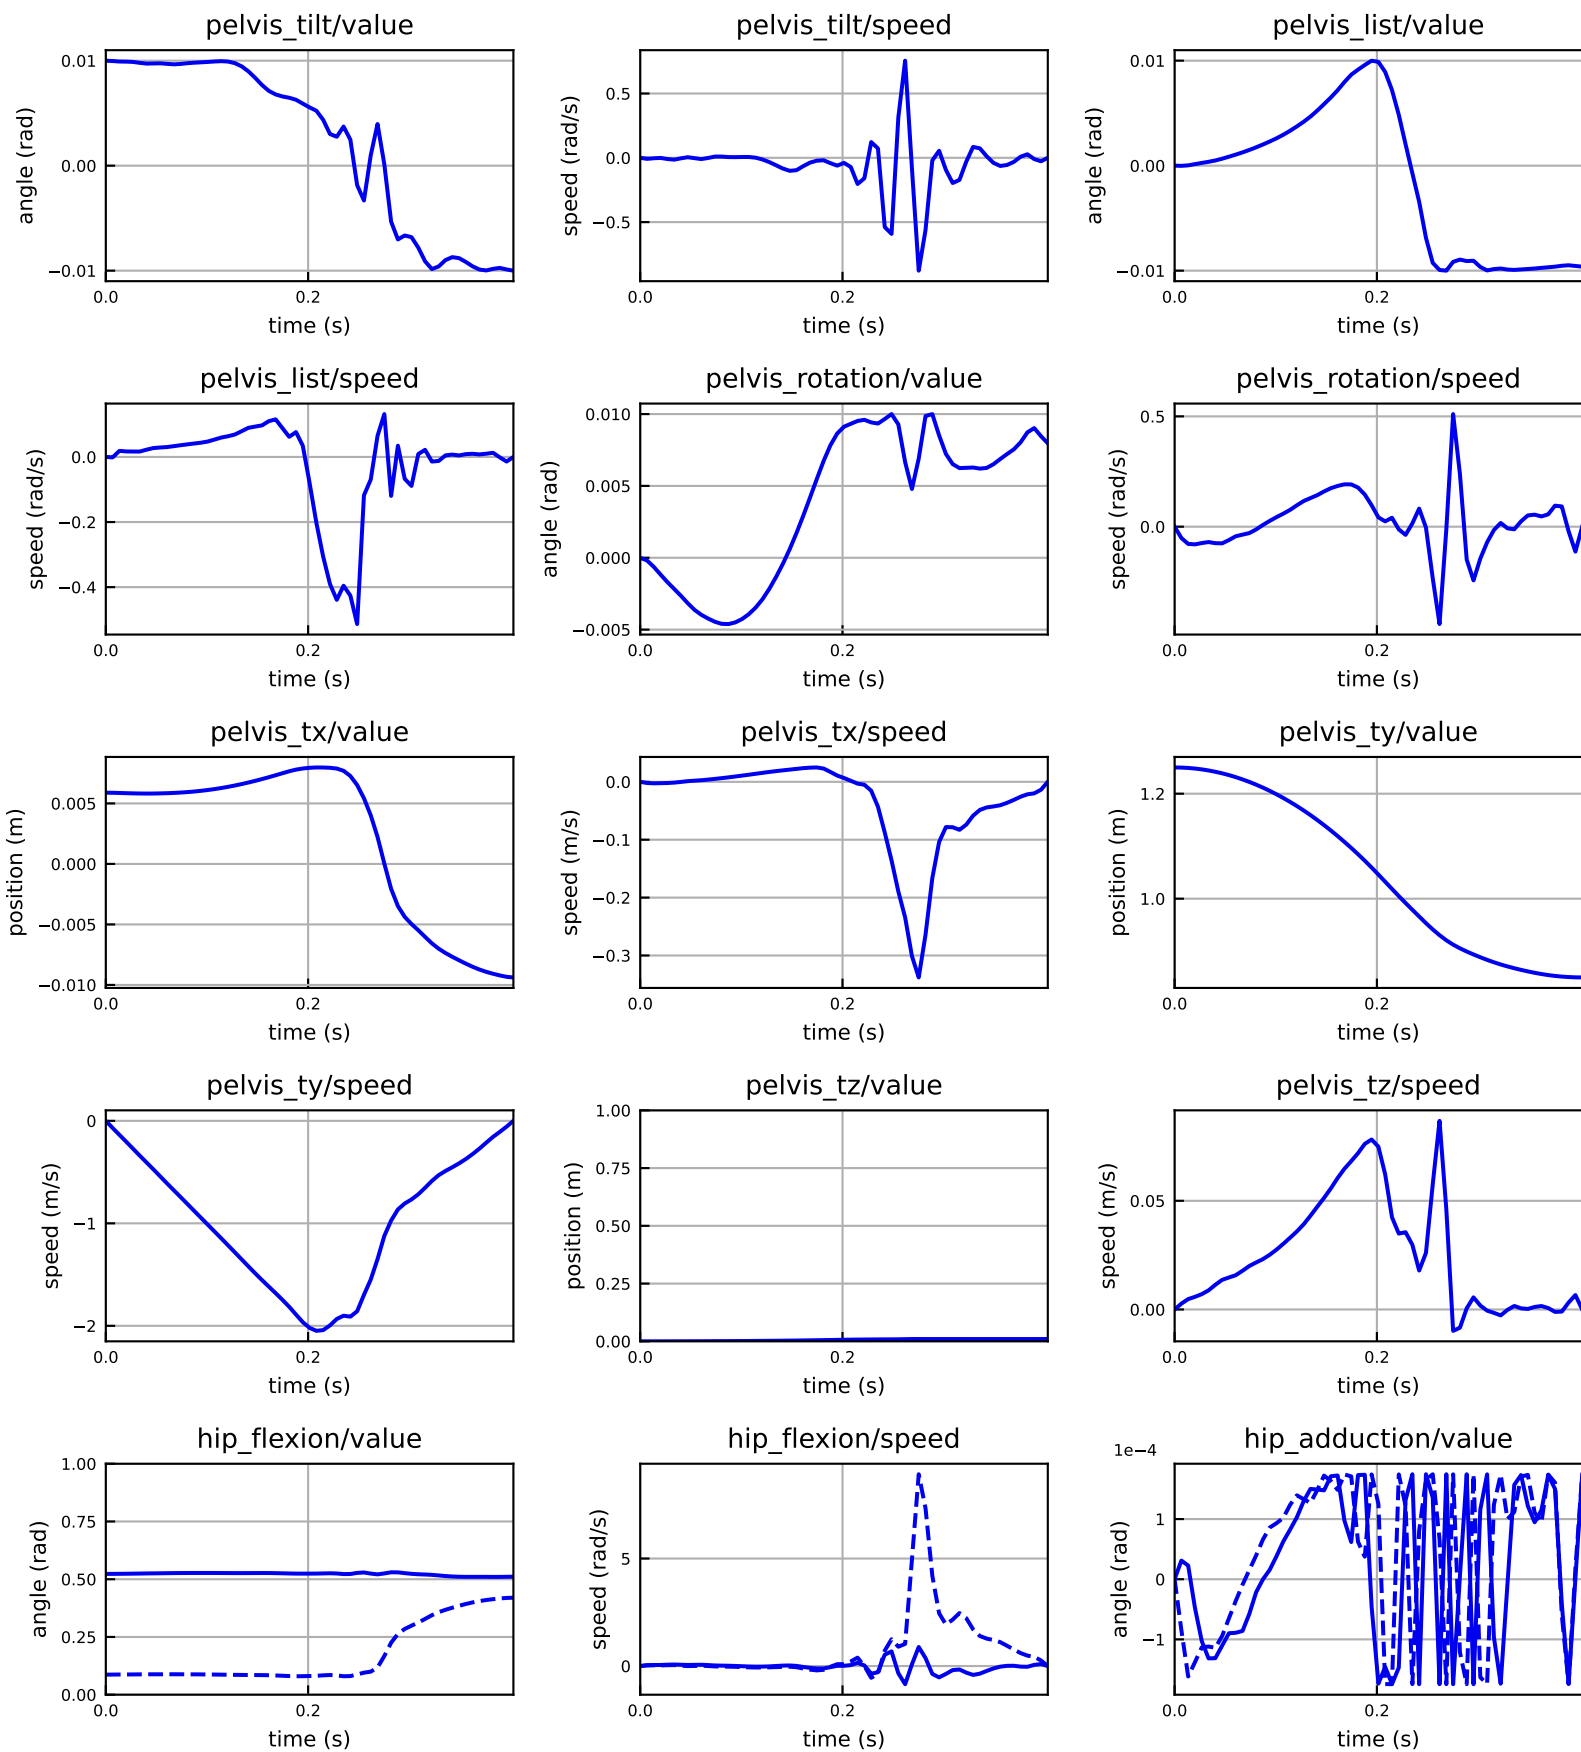 pelvis_tilt/value
pelvis_tilt/speed
pelvis_list/value
0.01
0.00
−0.01
angle (rad)
0.0
0.2
time (s)
0.5
0.0
−0.5
speed (rad/s)
0.0
0.2
time (s)
0.01
0.00
−0.01
angle (rad)
0.0
0.2
time (s)
pelvis_list/speed
pelvis_rotation/value
pelvis_rotation/speed
0.0
−0.2
−0.4
speed (rad/s)
0.0
0.2
time (s)
0.010
0.005
0.000
−0.005
angle (rad)
0.0
0.2
time (s)
0.5
0.0
speed (rad/s)
0.0
0.2
time (s)
pelvis_tx/value
pelvis_tx/speed
pelvis_ty/value
0.005
0.000
−0.005
−0.010
position (m)
0.0
0.2
time (s)
0.0
−0.1
−0.2
−0.3
speed (m/s)
0.0
0.2
time (s)
1.2
1.0
position (m)
0.0
0.2
time (s)
pelvis_ty/speed
pelvis_tz/value
pelvis_tz/speed
0
−1
−2
speed (m/s)
0.0
0.2
time (s)
1.00
0.75
0.50
0.25
0.00
position (m)
0.0
0.2
time (s)
0.05
0.00
speed (m/s)
0.0
0.2
time (s)
hip_flexion/value
hip_flexion/speed
hip_adduction/value
1.00
0.75
0.50
0.25
0.00
angle (rad)
0.0
0.2
time (s)
5
0
speed (rad/s)
0.0
0.2
time (s)
1e−4
1
0
−1
angle (rad)
0.0
0.2
time (s)